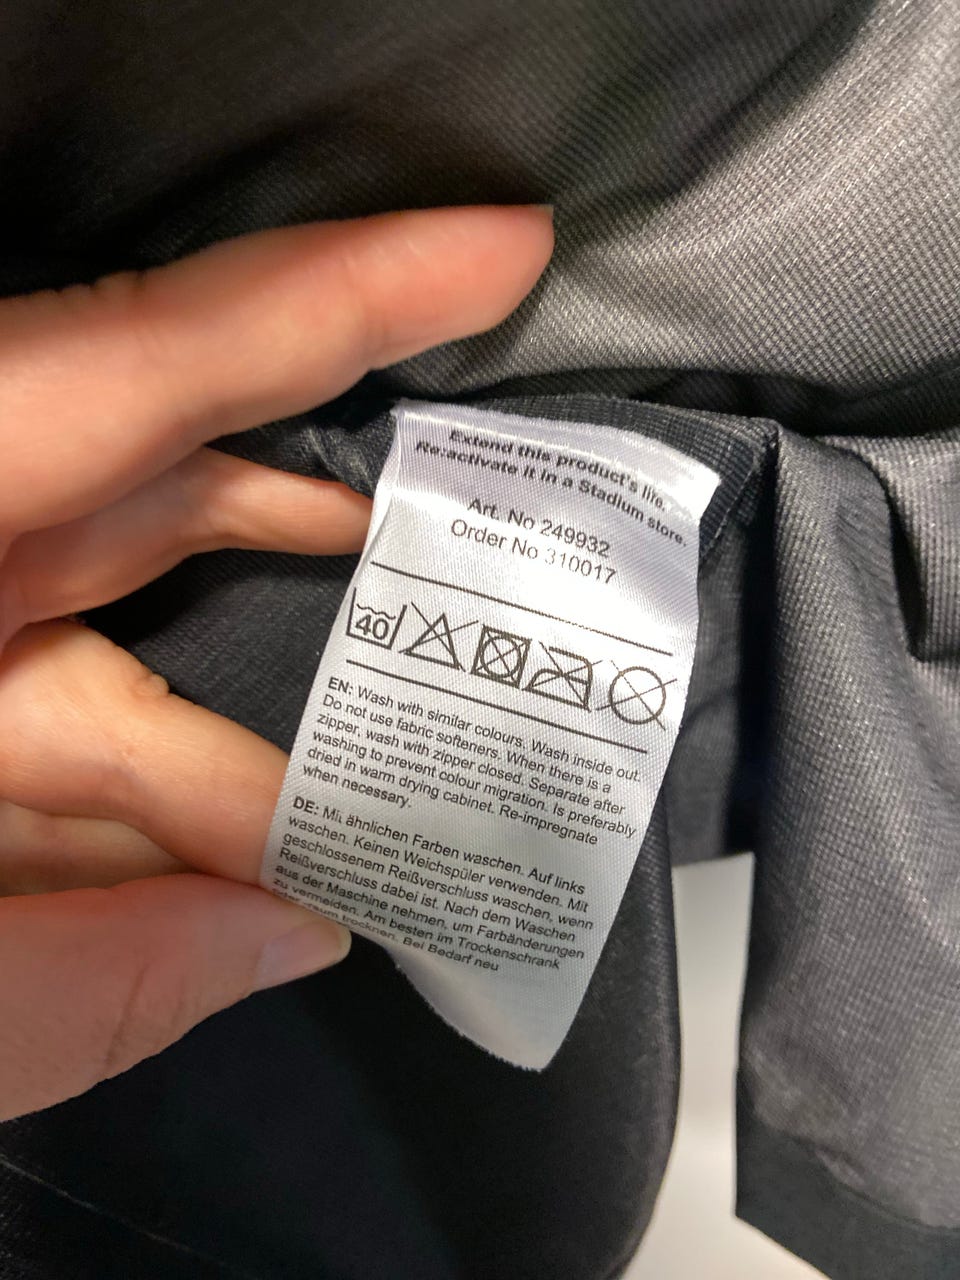 Extend this product's life.
Re:activate it in a Stadium store.
Art. No 249932
Order No 310017
40
EN: Wash with similar colours. Wash inside out.
Do not use fabric softeners. When there is a
zipper, wash with zipper closed. Separate after
washing to prevent colour migration. Is preferably
dried in warm drying cabinet. Re-impregnate
when necessary.
DE: Mit ähnlichen Farben waschen. Auf links
waschen. Keinen Weichspüler verwenden. Mit
geschlossenem Reißverschluss waschen, wenn
Reißverschluss dabei ist. Nach dem Waschen
aus der Maschine nehmen, um Farbänderungen
zu vermeiden. Am besten im Trockenschrank
oder -raum trocknen. Bei Bedarf neu